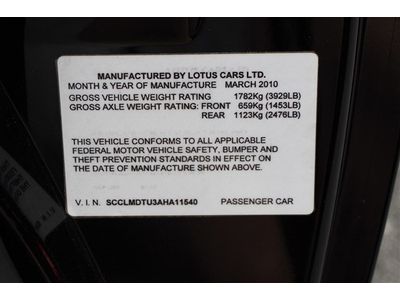 MANUFACTURED BY LOTUS CARS LTD.
MONTH & YEAR OF MANUFACTURE MARCH 2010
GROSS VEHICLE WEIGHT RATING 1782Kg (3929LB)
GROSS AXLE WEIGHT RATING: FRONT 659Kg (1453LB)
REAR 1123Kg (2476LB)
THIS VEHICLE CONFORMS TO ALL APPLICABLE
FEDERAL MOTOR VEHICLE SAFETY, BUMPER AND
THEFT PREVENTION STANDARDS IN EFFECT ON
THE DATE OF MANUFACTURE SHOWN ABOVE.
V.I.N. SCCLMDTU3AHA11540 PASSENGER CAR